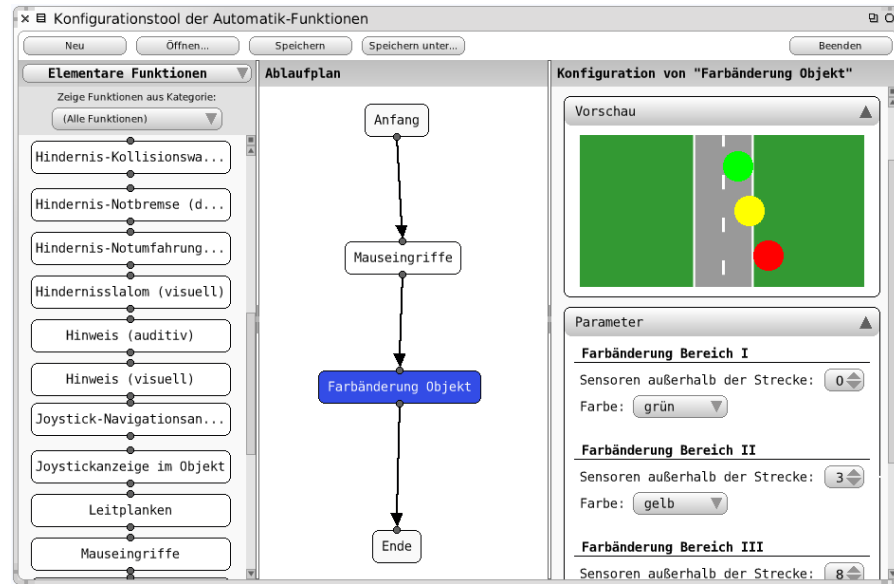 Konfigurationstool der Automatik-Funktionen
Neu
Öffnen...
Speichern
Speichern unter...
Beenden
Elementare Funktionen
Zeige Funktionen aus Kategorie:
(Alle Funktionen)
Hindernis-Kollisionswa...
Hindernis-Notbremse (d...
Hindernis-Notumfahrung...
Hindernisslalom (visuell)
Hinweis (auditiv)
Hinweis (visuell)
Joystick-Navigationsan...
Joystickanzeige im Objekt
Leitplanken
Mauseingriffe
Ablaufplan
Anfang
Mauseingriffe
Farbänderung Objekt
Ende
Konfiguration von "Farbänderung Objekt"
Vorschau
Parameter
Farbänderung Bereich I
Sensoren außerhalb der Strecke: 0
Farbe: grün
Farbänderung Bereich II
Sensoren außerhalb der Strecke: 3
Farbe: gelb
Farbänderung Bereich III
Sensoren außerhalb der Strecke: 8